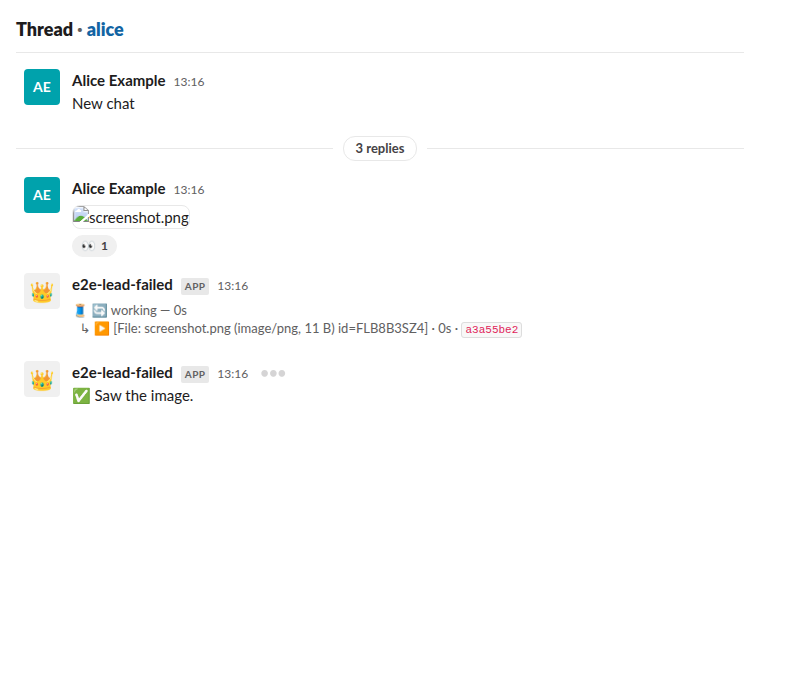 Thread • alice
AE
Alice Example 13:16
New chat
3 replies
AE
Alice Example 13:16
screenshot.png
👀 1
e2e-lead-failed APP 13:16
🧵 🔄 working — 0s
↳ ▶️ [File: screenshot.png (image/png, 11 B) id=FLB8B3SZ4] · 0s · a3a55be2
e2e-lead-failed APP 13:16
✅ Saw the image.